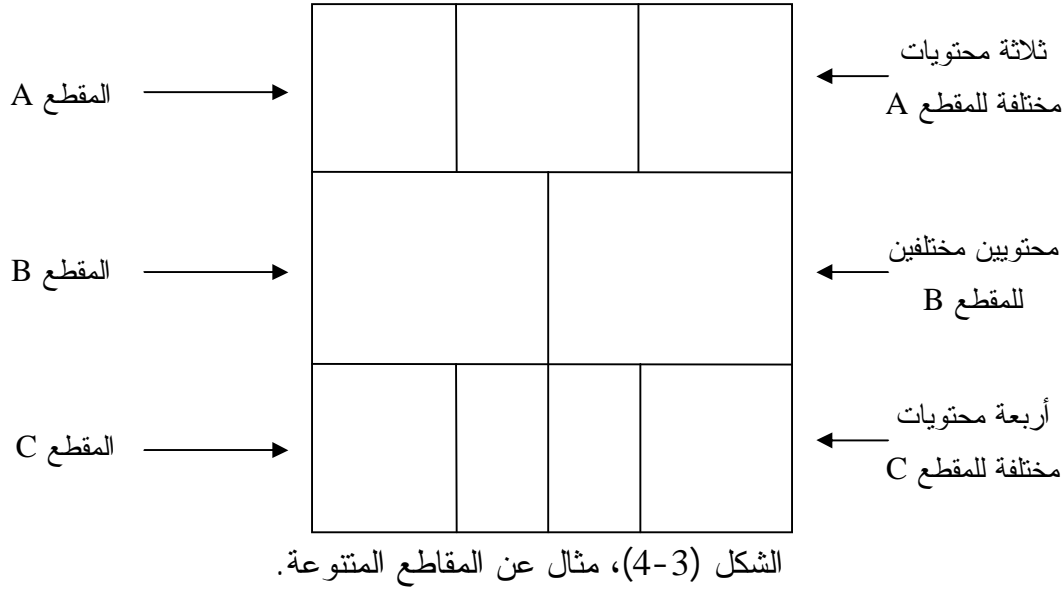 ثلاثة محتويات
مختلفة للمقطع A
المقطع A
محتويين مختلفين
للمقطع B
المقطع B
أربعة محتويات
مختلفة للمقطع C
المقطع C
الشكل (3-4)، مثال عن المقاطع المتنوعة.